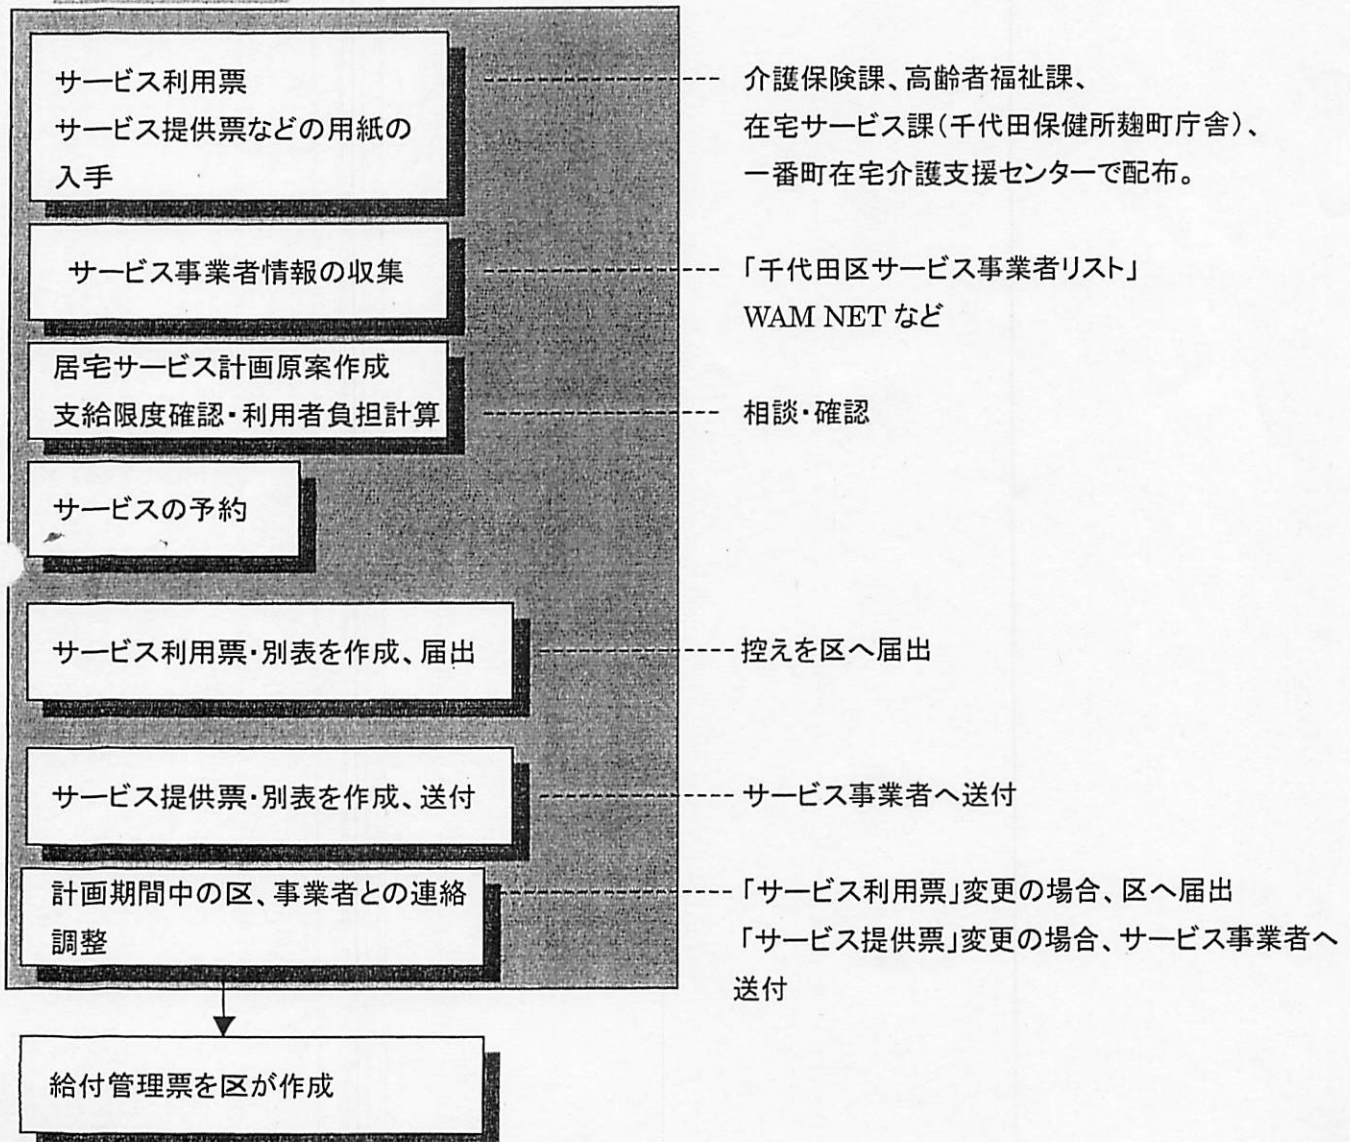 サービス利用票
サービス提供票などの用紙の
入手
介護保険課、高齢者福祉課、
在宅サービス課(千代田保健所麹町庁舎)、
一番町在宅介護支援センターで配布。
サービス事業者情報の収集
「千代田区サービス事業者リスト」
WAM NET など
居宅サービス計画原案作成
支給限度確認・利用者負担計算
相談・確認
サービスの予約
サービス利用票・別表を作成、届出
控えを区へ届出
サービス提供票・別表を作成、送付
サービス事業者へ送付
計画期間中の区、事業者との連絡
調整
「サービス利用票」変更の場合、区へ届出
「サービス提供票」変更の場合、サービス事業者へ
送付
給付管理票を区が作成